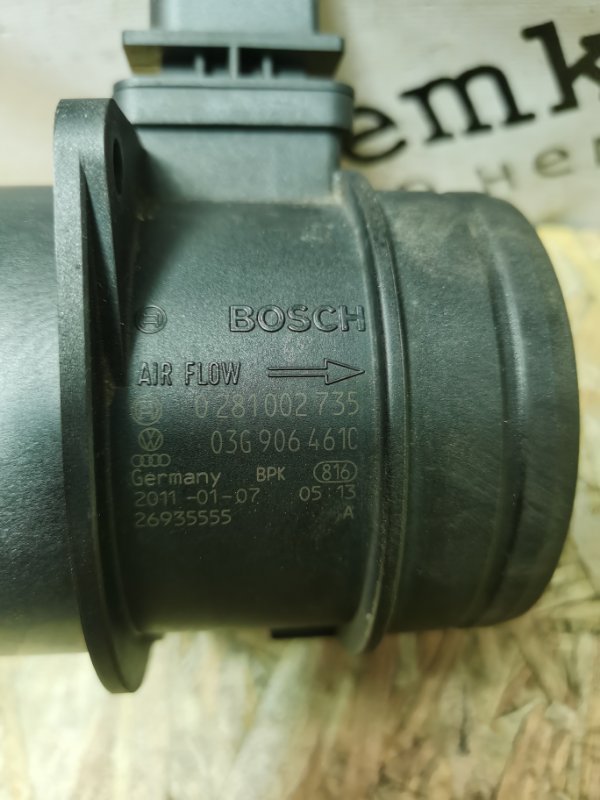 emk
о нем
BOSCH
AIR FLOW
0 281 002 735
03G 906 461C
Germany BPK 816
2011-01-07 05:13
26935555 A